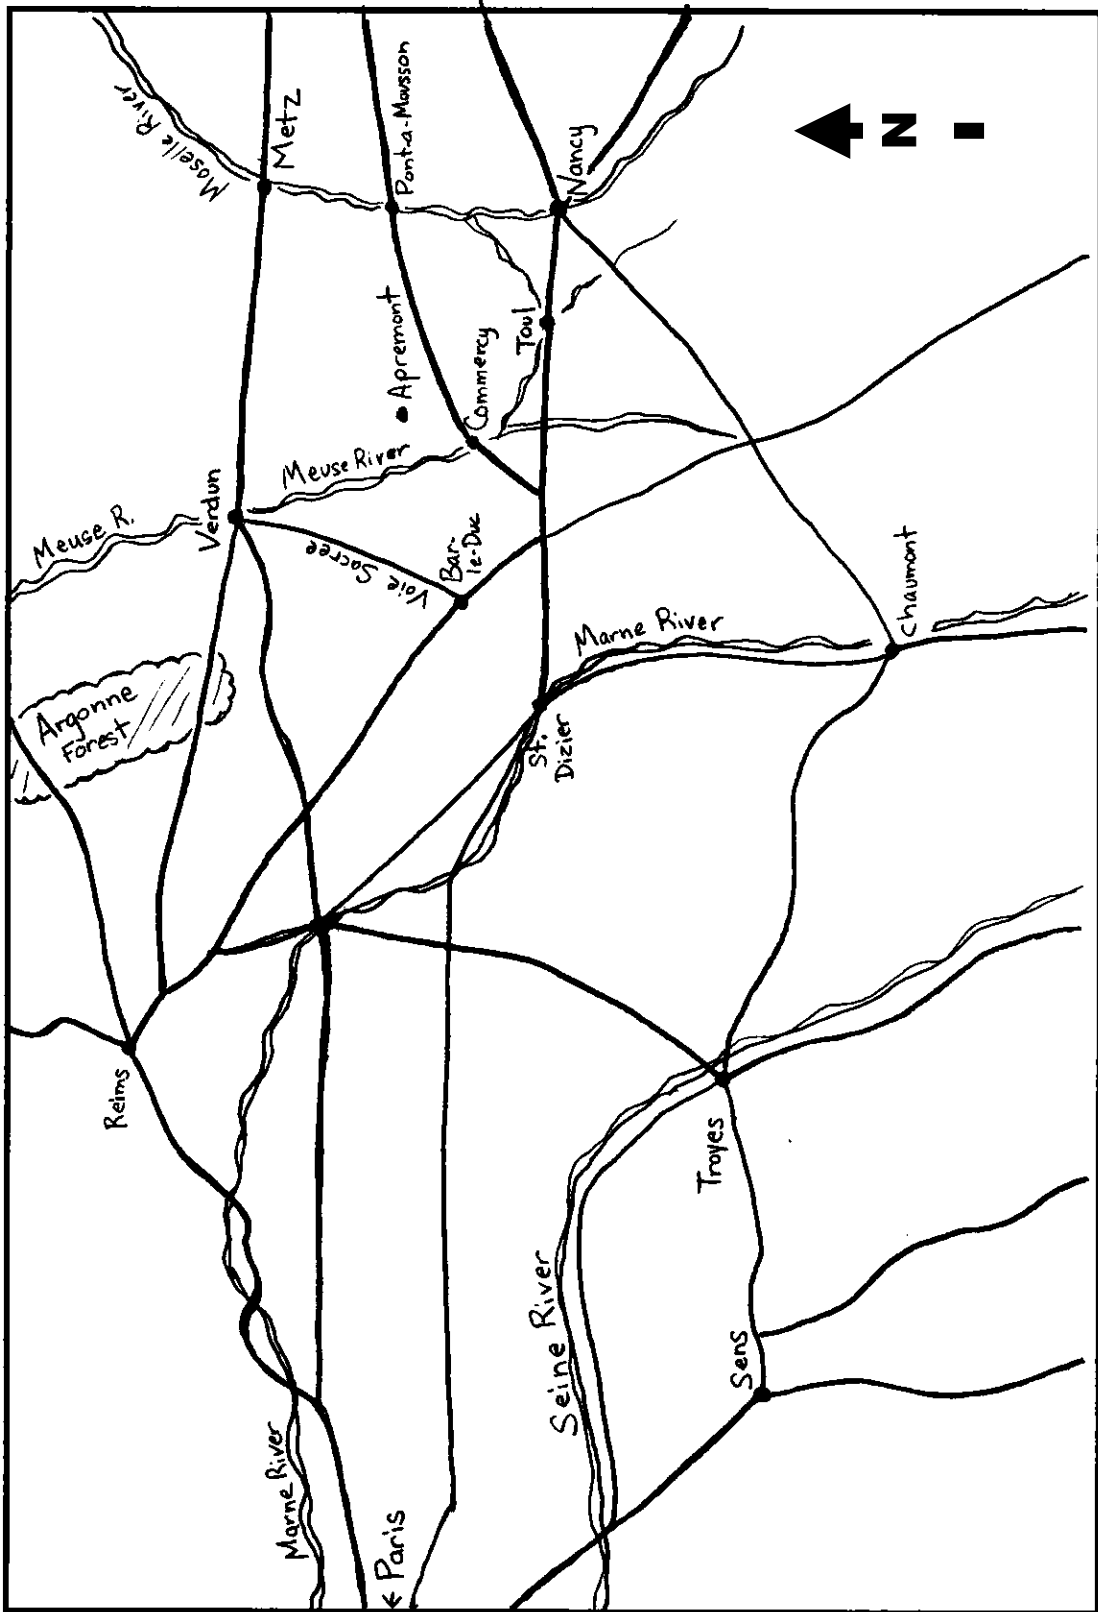 Meuse R.
Argonne
Forest
Moselle River
Reims
Verdun
Metz
Marne River
Voie Sacree
Meuse River
Paris
Apremont
Pont-a-Mousson
Bar-
le-Duc
Commercy
Toul
Nancy
St.
Dizier
Seine River
Marne River
Troyes
Sens
Chaumont
N